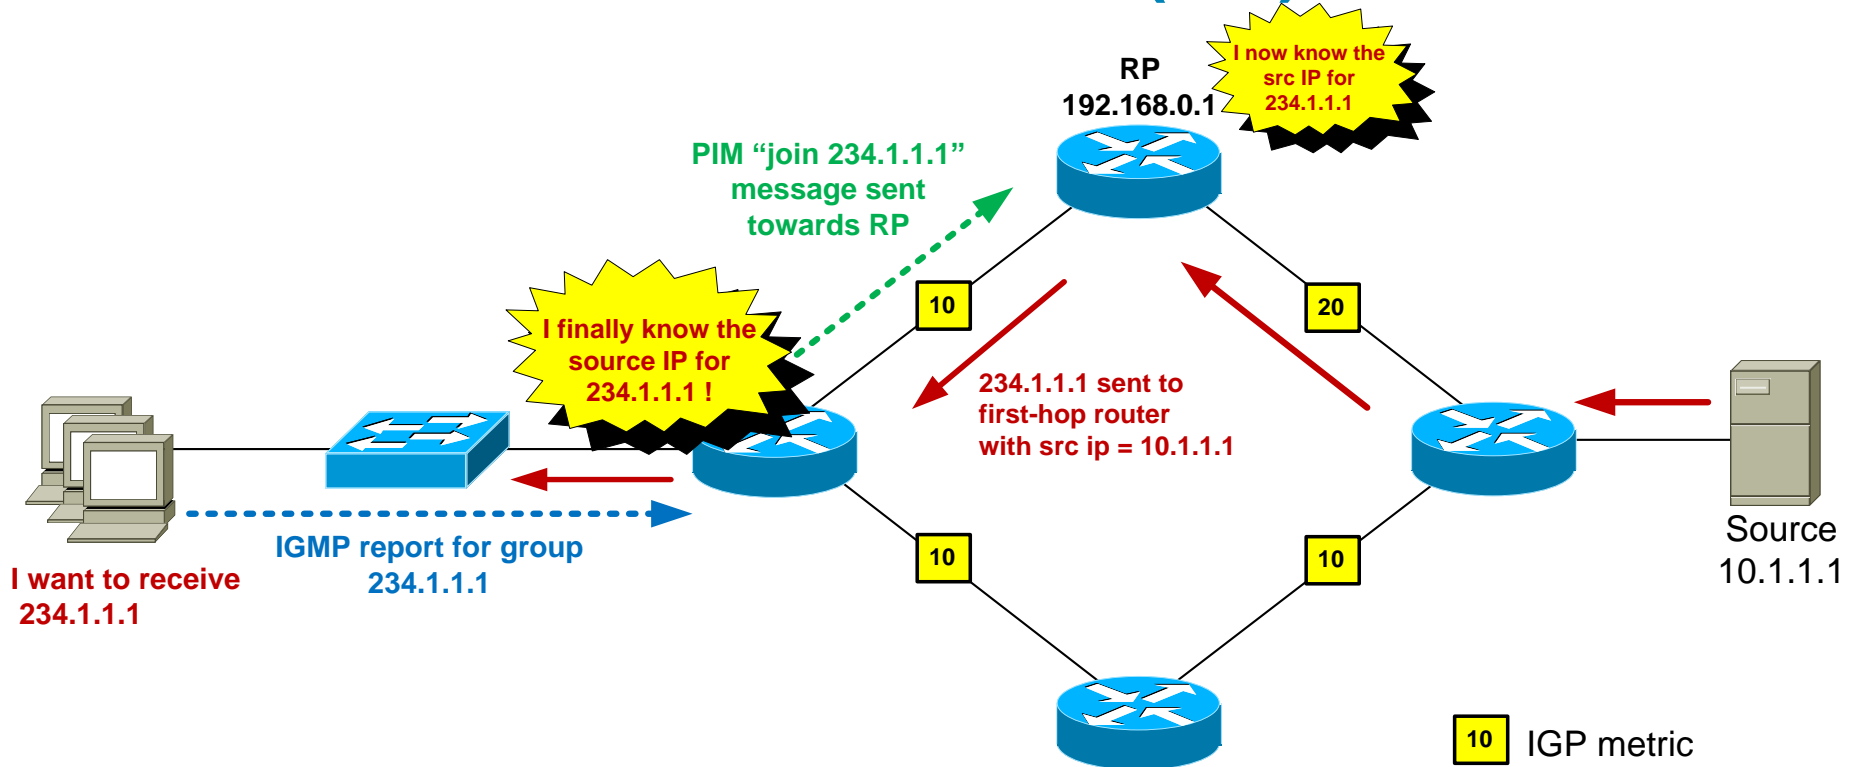 RP
192.168.0.1
I now know the
src IP for
234.1.1.1
PIM “join 234.1.1.1”
message sent
towards RP
10
20
I finally know the
source IP for
234.1.1.1 !
234.1.1.1 sent to
first-hop router
with src ip = 10.1.1.1
IGMP report for group
234.1.1.1
I want to receive
234.1.1.1
10
10
Source
10.1.1.1
10 IGP metric